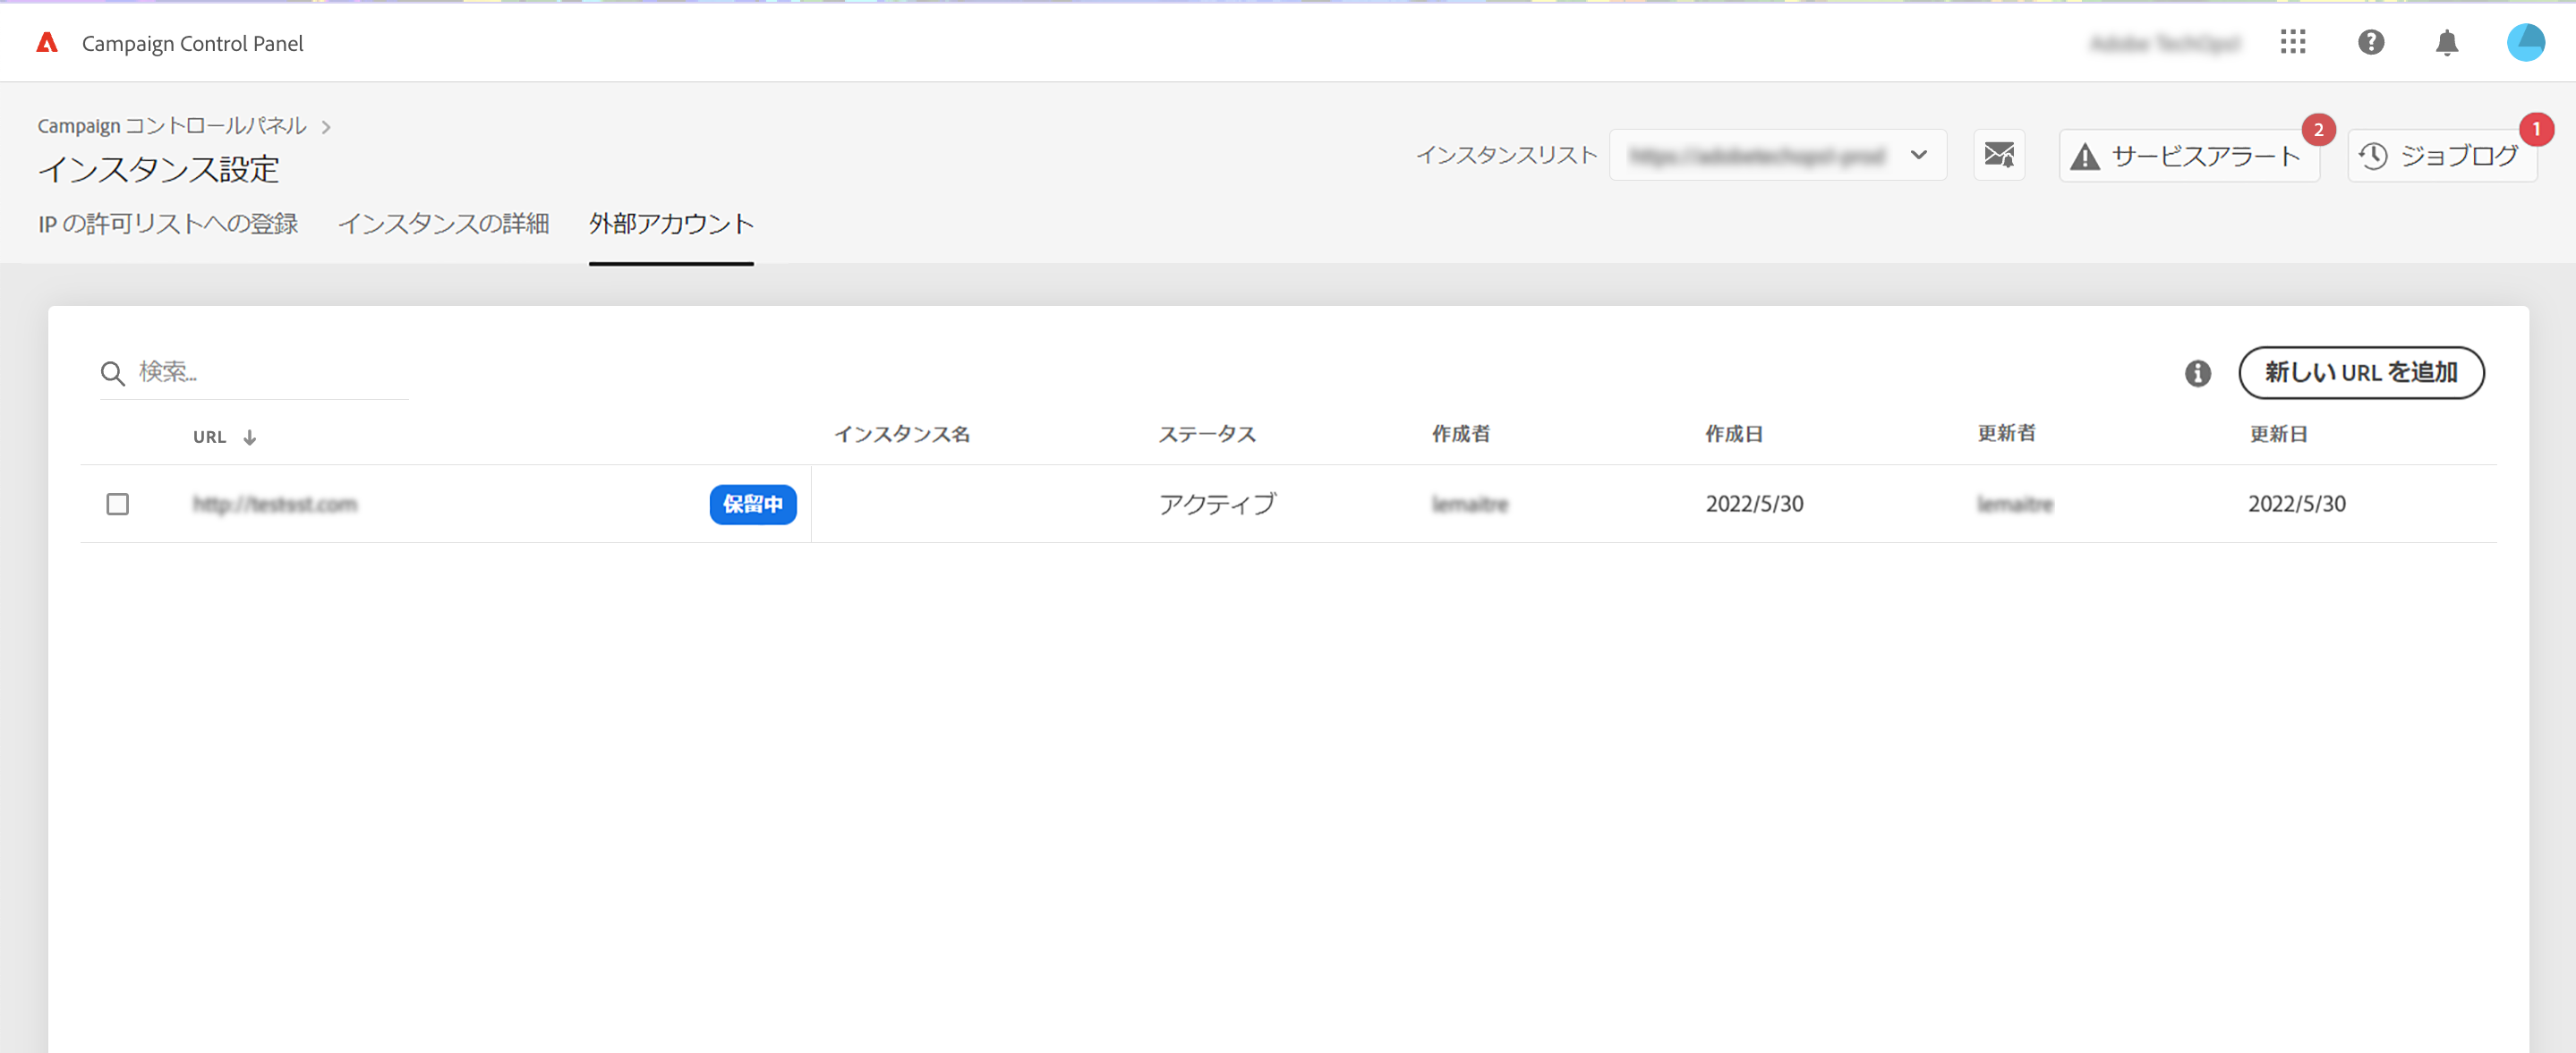 Campaign Control Panel
Campaign コントロールパネル
インスタンス設定
インスタンスリスト
サービスアラート 2
ジョブログ 1
IP の許可リストへの登録 インスタンスの詳細 外部アカウント
検索...
新しい URL を追加
URL インスタンス名 ステータス 作成者 作成日 更新者 更新日
保留中 アクティブ lemaitre 2022/5/30 lemaitre 2022/5/30